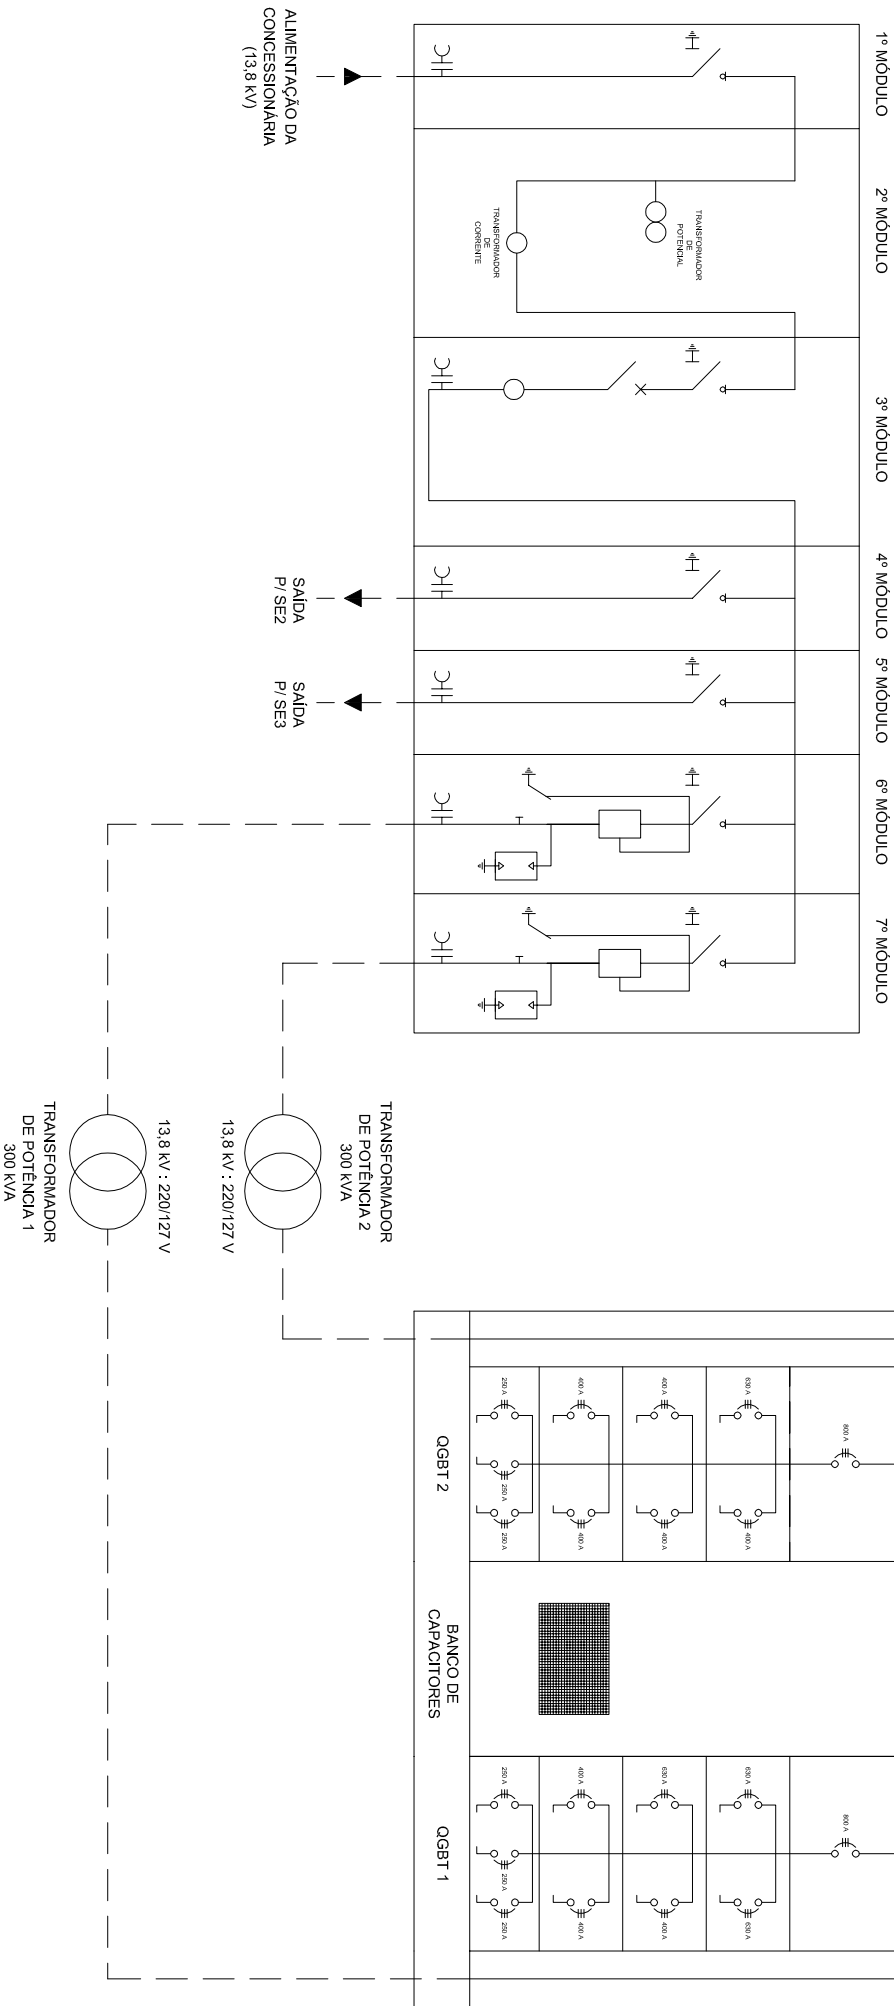 1º MÓDULO
2º MÓDULO
3º MÓDULO
4º MÓDULO
5º MÓDULO
6º MÓDULO
7º MÓDULO
ALIMENTAÇÃO DA
CONCESSIONÁRIA
(13,8 kV)
TRANSFORMADOR
DE
POTENCIAL
TRANSFORMADOR
DE
CORRENTE
SAÍDA
P/ SE2
SAÍDA
P/ SE3
TRANSFORMADOR
DE POTÊNCIA 2
300 kVA
13,8 kV : 220/127 V
13,8 kV : 220/127 V
TRANSFORMADOR
DE POTÊNCIA 1
300 kVA
800 A
630 A
400 A
400 A
400 A
400 A
400 A
250 A
250 A
250 A
QGBT 2
BANCO DE
CAPACITORES
800 A
630 A
630 A
630 A
400 A
400 A
400 A
250 A
250 A
250 A
QGBT 1